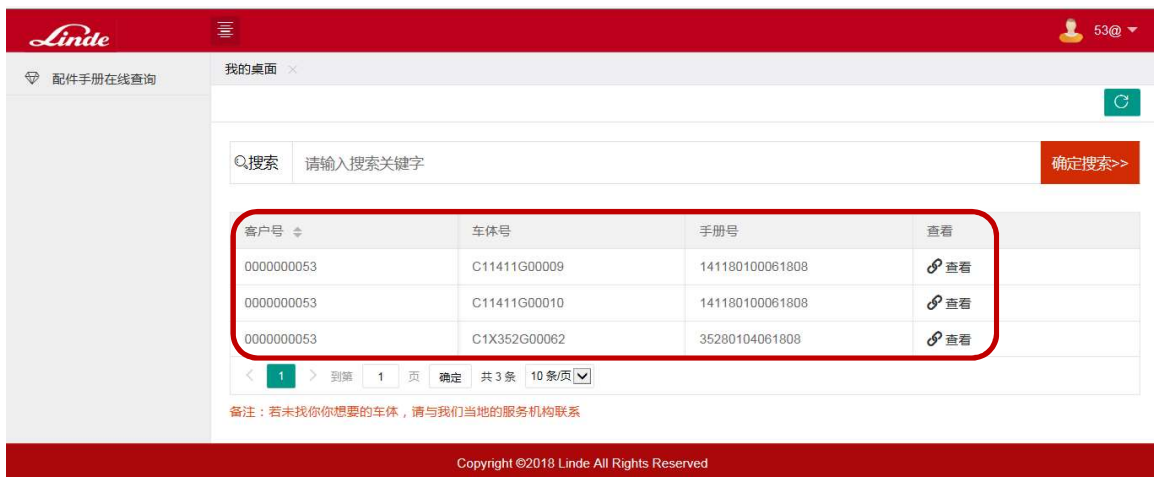 Linde
53@
配件手册在线查询
我的桌面
搜索 请输入搜索关键字 确定搜索>>
客户号 车体号 手册号 查看
0000000053 C11411G00009 141180100061808 查看
0000000053 C11411G00010 141180100061808 查看
0000000053 C1X352G00062 35280104061808 查看
< 1 > 到第 1 页 确定 共 3 条 10 条/页
备注：若未找你你想要的车体，请与我们当地的服务机构联系
Copyright ©2018 Linde All Rights Reserved